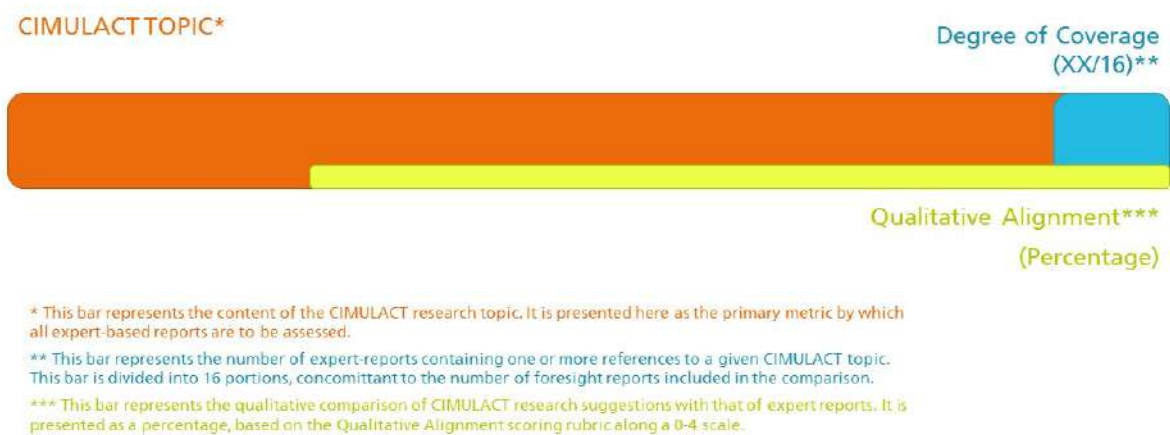 CIMULACT TOPIC*
Degree of Coverage
(XX/16)**
Qualitative Alignment***
(Percentage)
* This bar represents the content of the CIMULACT research topic. It is presented here as the primary metric by which
all expert-based reports are to be assessed.
** This bar represents the number of expert-reports containing one or more references to a given CIMULACT topic.
This bar is divided into 16 portions, concomittant to the number of foresight reports included in the comparison.
*** This bar represents the qualitative comparison of CIMULACT research suggestions with that of expert reports. It is
presented as a percentage, based on the Qualitative Alignment scoring rubric along a 0-4 scale.